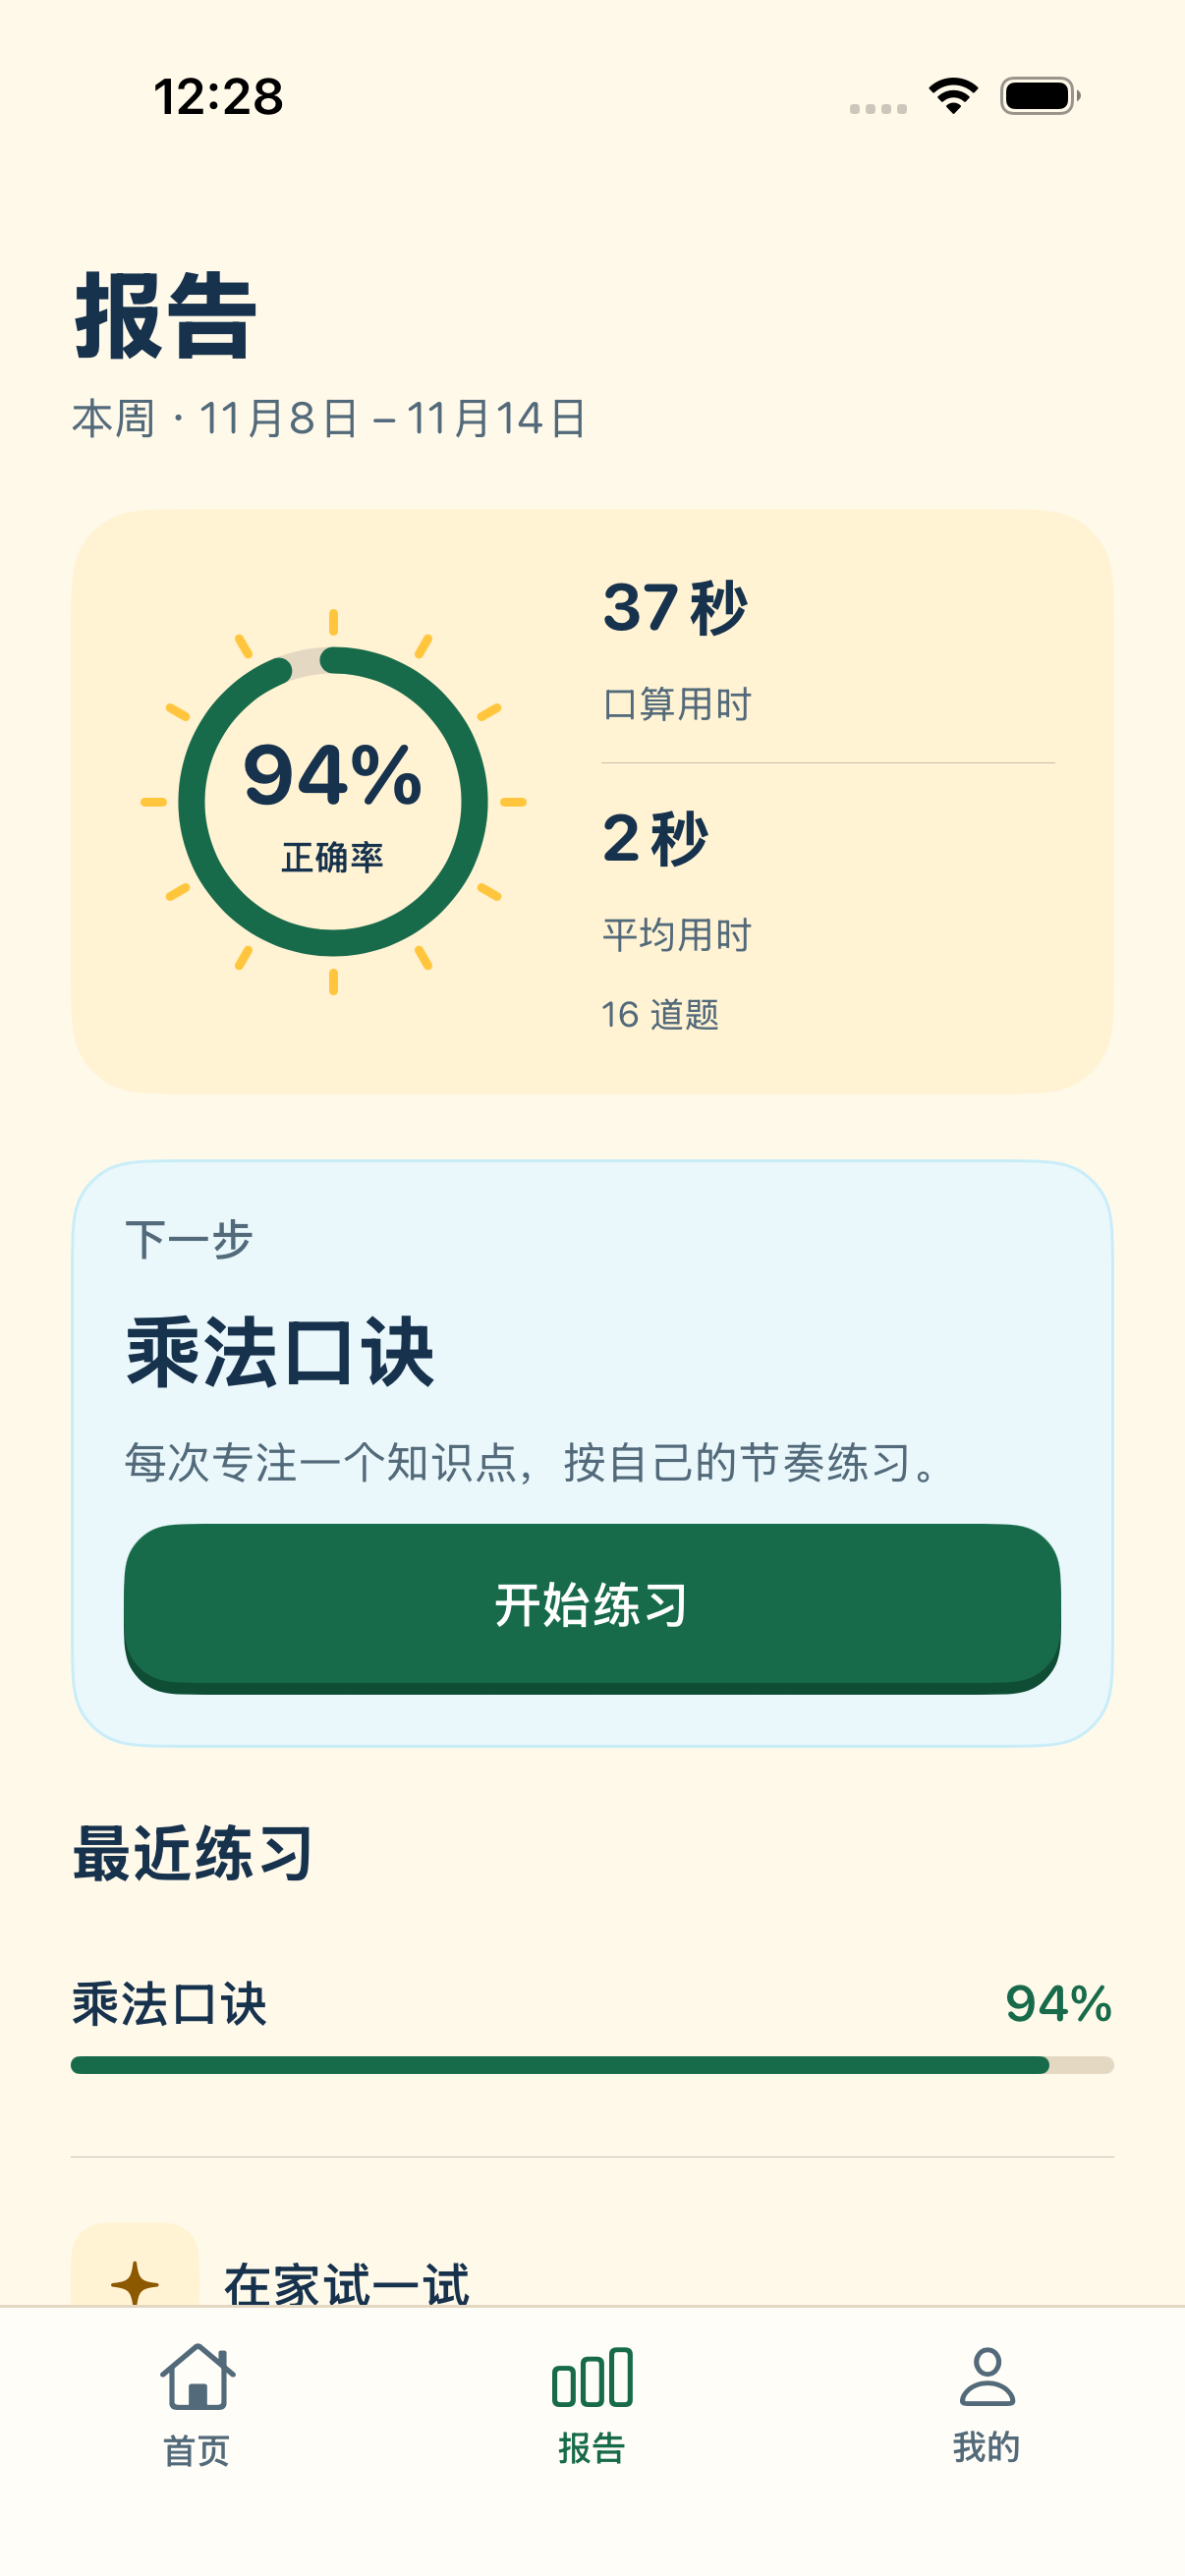 12:28
报告
本周 · 11月8日 – 11月14日
94%
正确率
37 秒
口算用时
2 秒
平均用时
16 道题
下一步
乘法口诀
每次专注一个知识点，按自己的节奏练习。
开始练习
最近练习
乘法口诀 94%
在家试一试
首页 报告 我的